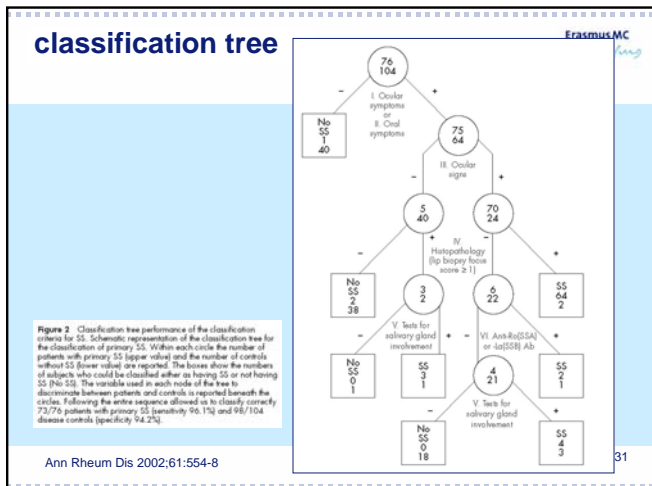 classification tree
Erasmus MC
76
104
I. Ocular
symptoms
or
II. Oral
symptoms
-
+
No
SS
1
40
75
64
III. Ocular
signs
-
+
5
40
70
24
IV.
Histopathology
(lip biopsy focus
score ≥ 1)
-
+
-
+
No
SS
2
38
3
2
6
22
SS
64
2
V. Tests for
salivary gland
involvement
-
+
VI. Anti-Ro(SSA)
or -La(SSB) Ab
-
+
No
SS
0
1
SS
3
1
4
21
SS
2
1
V. Tests for
salivary gland
involvement
-
+
No
SS
0
18
SS
4
3
Figure 2 Classification tree performance of the classification
criteria for SS. Schematic representation of the classification tree for
the classification of primary SS. Within each circle the number of
patients with primary SS (upper value) and the number of controls
without SS (lower value) are reported. The boxes show the numbers
of subjects who could be classified either as having SS or not having
SS (No SS). The variable used in each node of the tree to
discriminate between patients and controls is reported beneath the
circles. Following the entire sequence allowed us to classify correctly
73/76 patients with primary SS (sensitivity 96.1%) and 98/104
disease controls (specificity 94.2%).
Ann Rheum Dis 2002;61:554-8
31